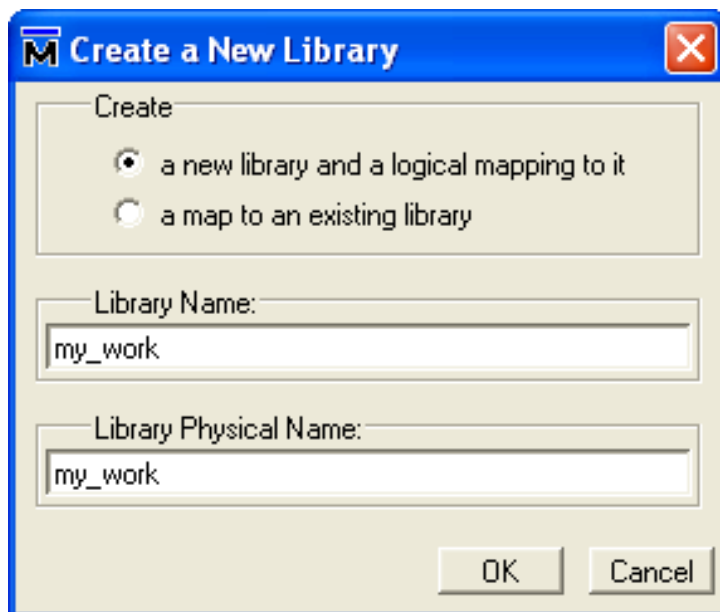 M Create a New Library
Create
a new library and a logical mapping to it
a map to an existing library
Library Name:
my_work
Library Physical Name:
my_work
OK Cancel